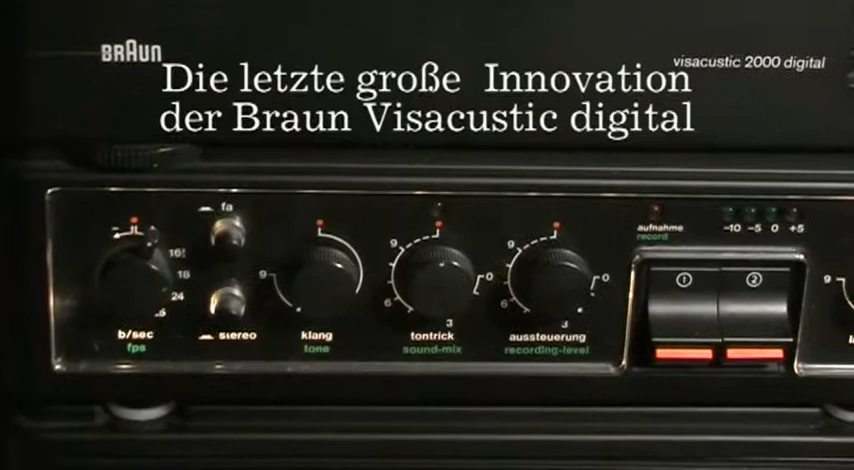 BRAUN
visacustic 2000 digital
Die letzte große Innovation
der Braun Visacustic digital
fa
16⅔
18
24
b/sec
fps
stereo
9
klang
tone
9
6
3
0
tontrick
sound-mix
9
6
3
0
aussteuerung
recording-level
aufnahme
record
-10 -5 0 +5
1
2
9